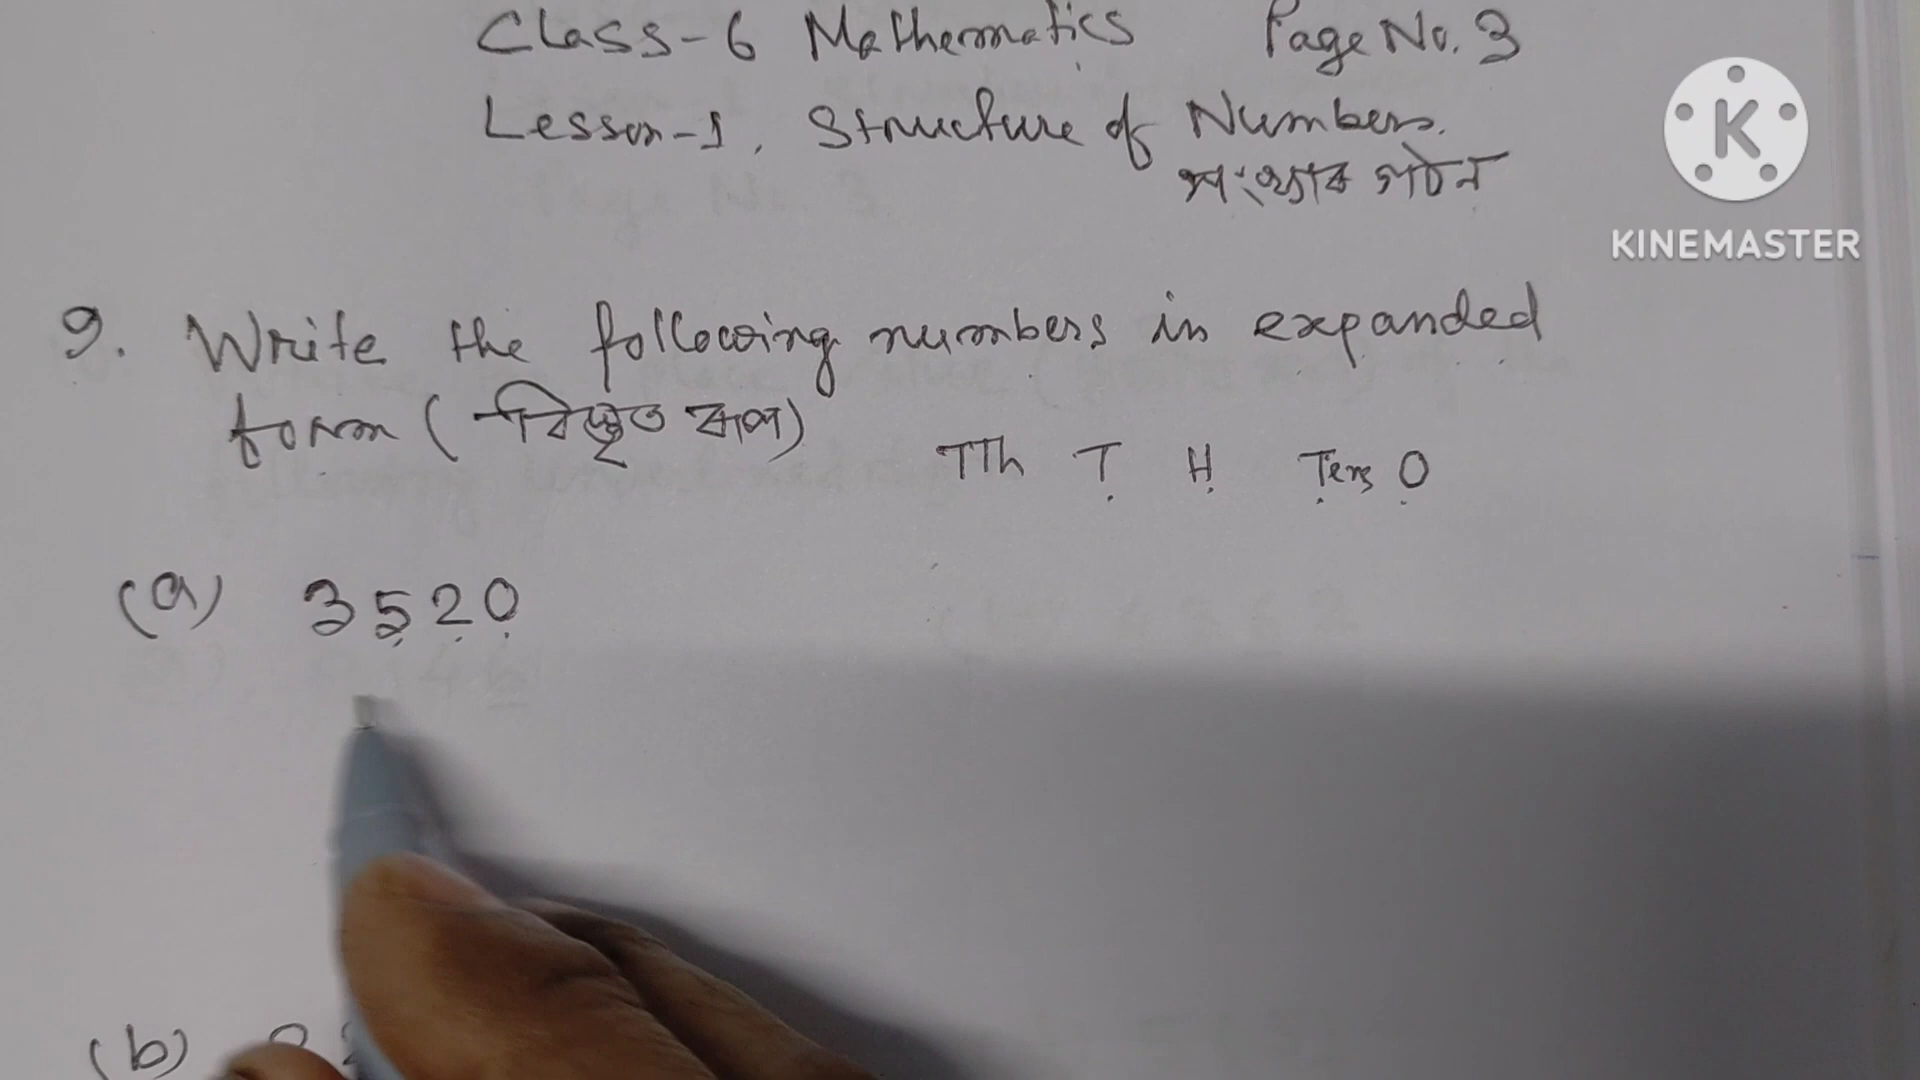 Class-6 Mathematics Page No. 3
Lesson-1, Structure of Numbers.
সংখ্যাৰ গঠন
KINEMASTER
9. Write the following numbers in expanded
form (বিস্তৃত ৰূপ)
TTh T H Tens O
(a) 3520
(b)